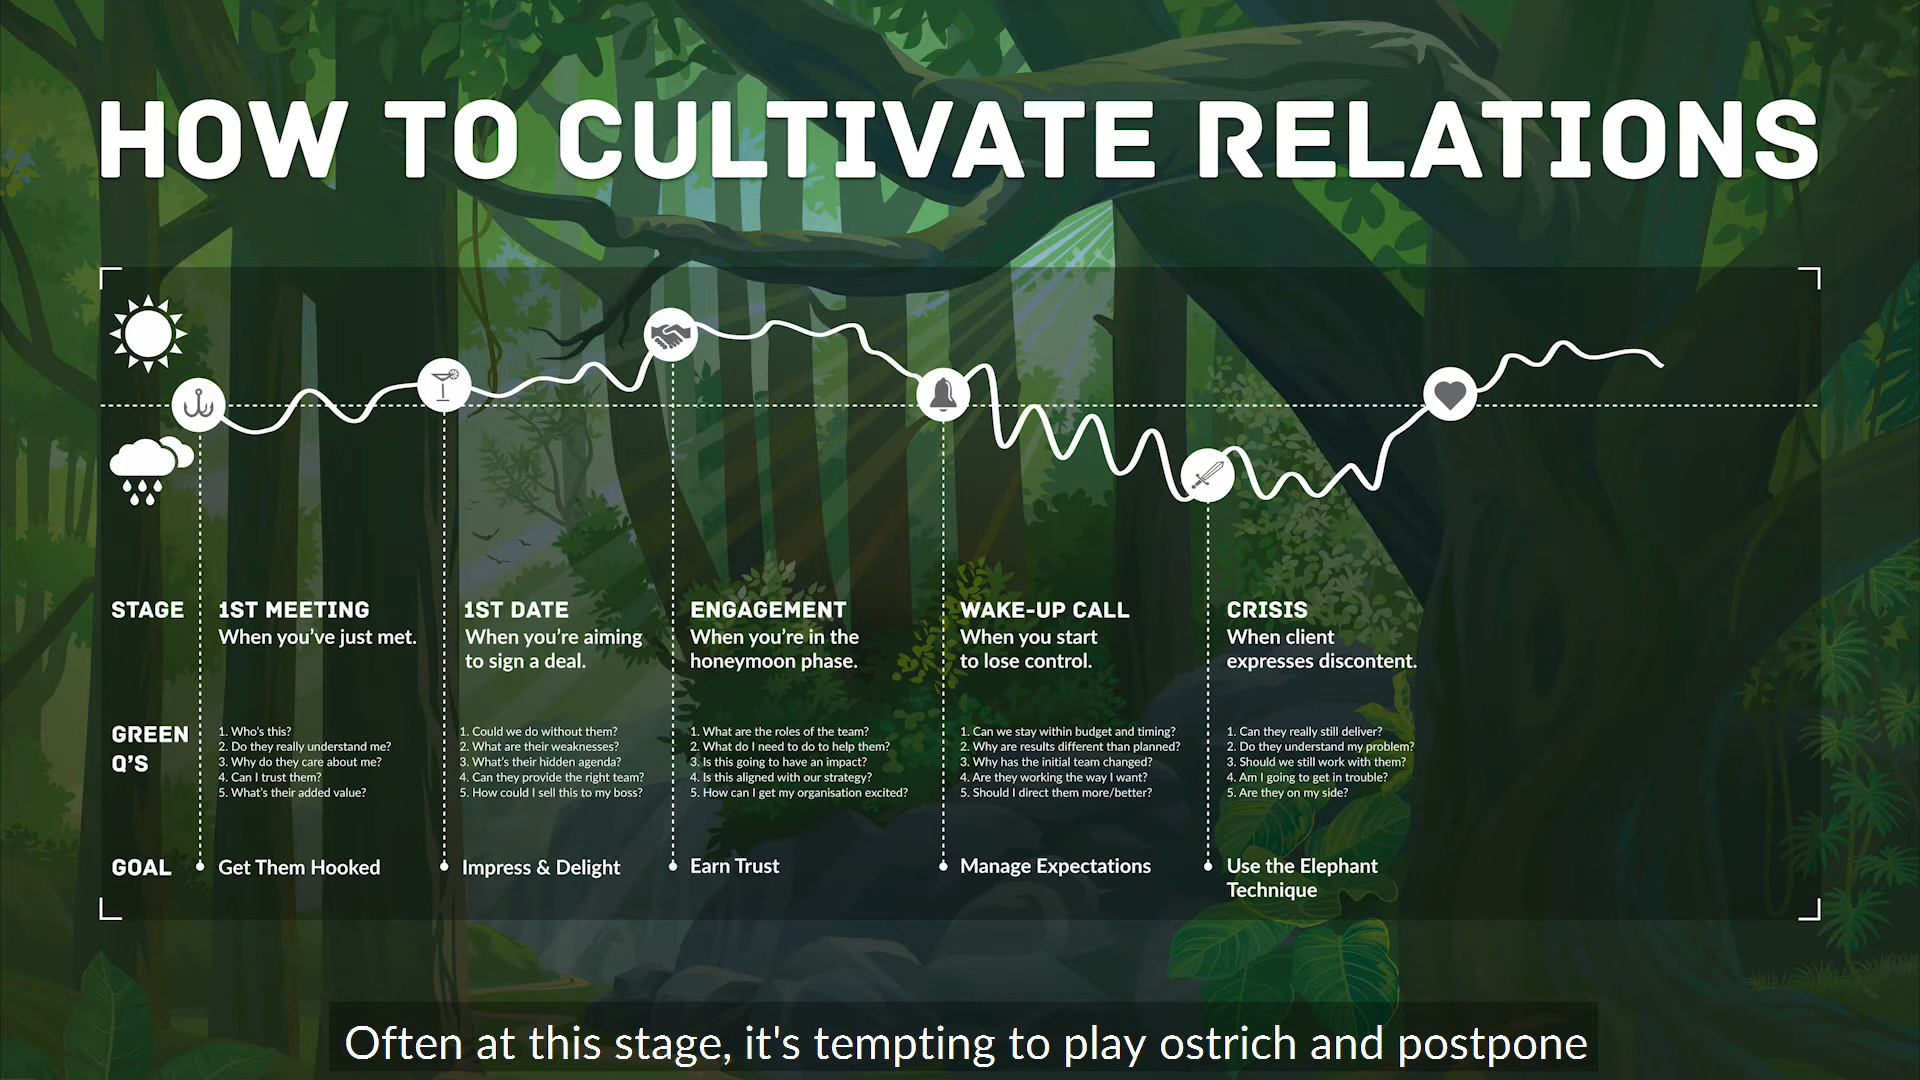 HOW TO CULTIVATE RELATIONS
STAGE
1ST MEETING
When you've just met.
1ST DATE
When you're aiming
to sign a deal.
ENGAGEMENT
When you're in the
honeymoon phase.
WAKE-UP CALL
When you start
to lose control.
CRISIS
When client
expresses discontent.
GREEN
Q'S
1. Who's this?
2. Do they really understand me?
3. Why do they care about me?
4. Can I trust them?
5. What's their added value?
1. Could we do without them?
2. What are their weaknesses?
3. What's their hidden agenda?
4. Can they provide the right team?
5. How could I sell this to my boss?
1. What are the roles of the team?
2. What do I need to do to help them?
3. Is this going to have an impact?
4. Is this aligned with our strategy?
5. How can I get my organisation excited?
1. Can we stay within budget and timing?
2. Why are results different than planned?
3. Why has the initial team changed?
4. Are they working the way I want?
5. Should I direct them more/better?
1. Can they really still deliver?
2. Do they understand my problem?
3. Should we still work with them?
4. Am I going to get in trouble?
5. Are they on my side?
GOAL
Get Them Hooked
Impress & Delight
Earn Trust
Manage Expectations
Use the Elephant
Technique
Often at this stage, it's tempting to play ostrich and postpone